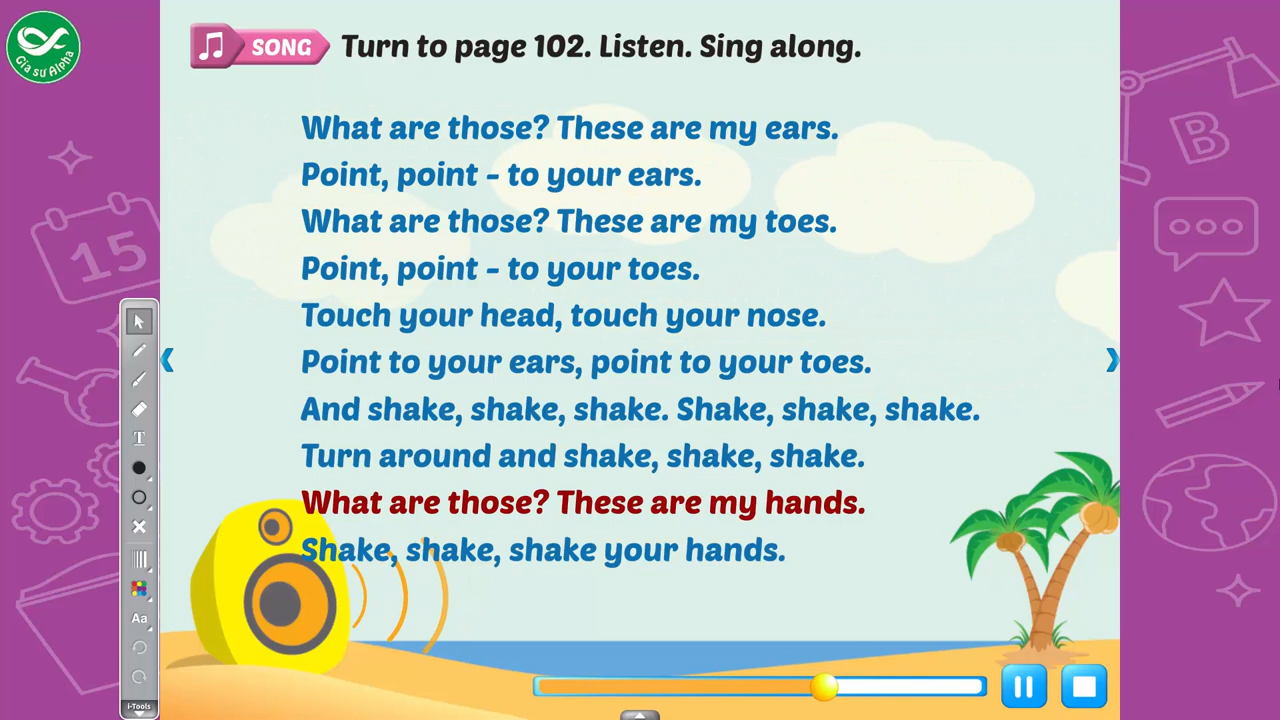 Gia sư Alpha
SONG
Turn to page 102. Listen. Sing along.
What are those? These are my ears.
Point, point - to your ears.
What are those? These are my toes.
Point, point - to your toes.
Touch your head, touch your nose.
Point to your ears, point to your toes.
And shake, shake, shake. Shake, shake, shake.
Turn around and shake, shake, shake.
What are those? These are my hands.
Shake, shake, shake your hands.
15
B
T
Aa
i-Tools